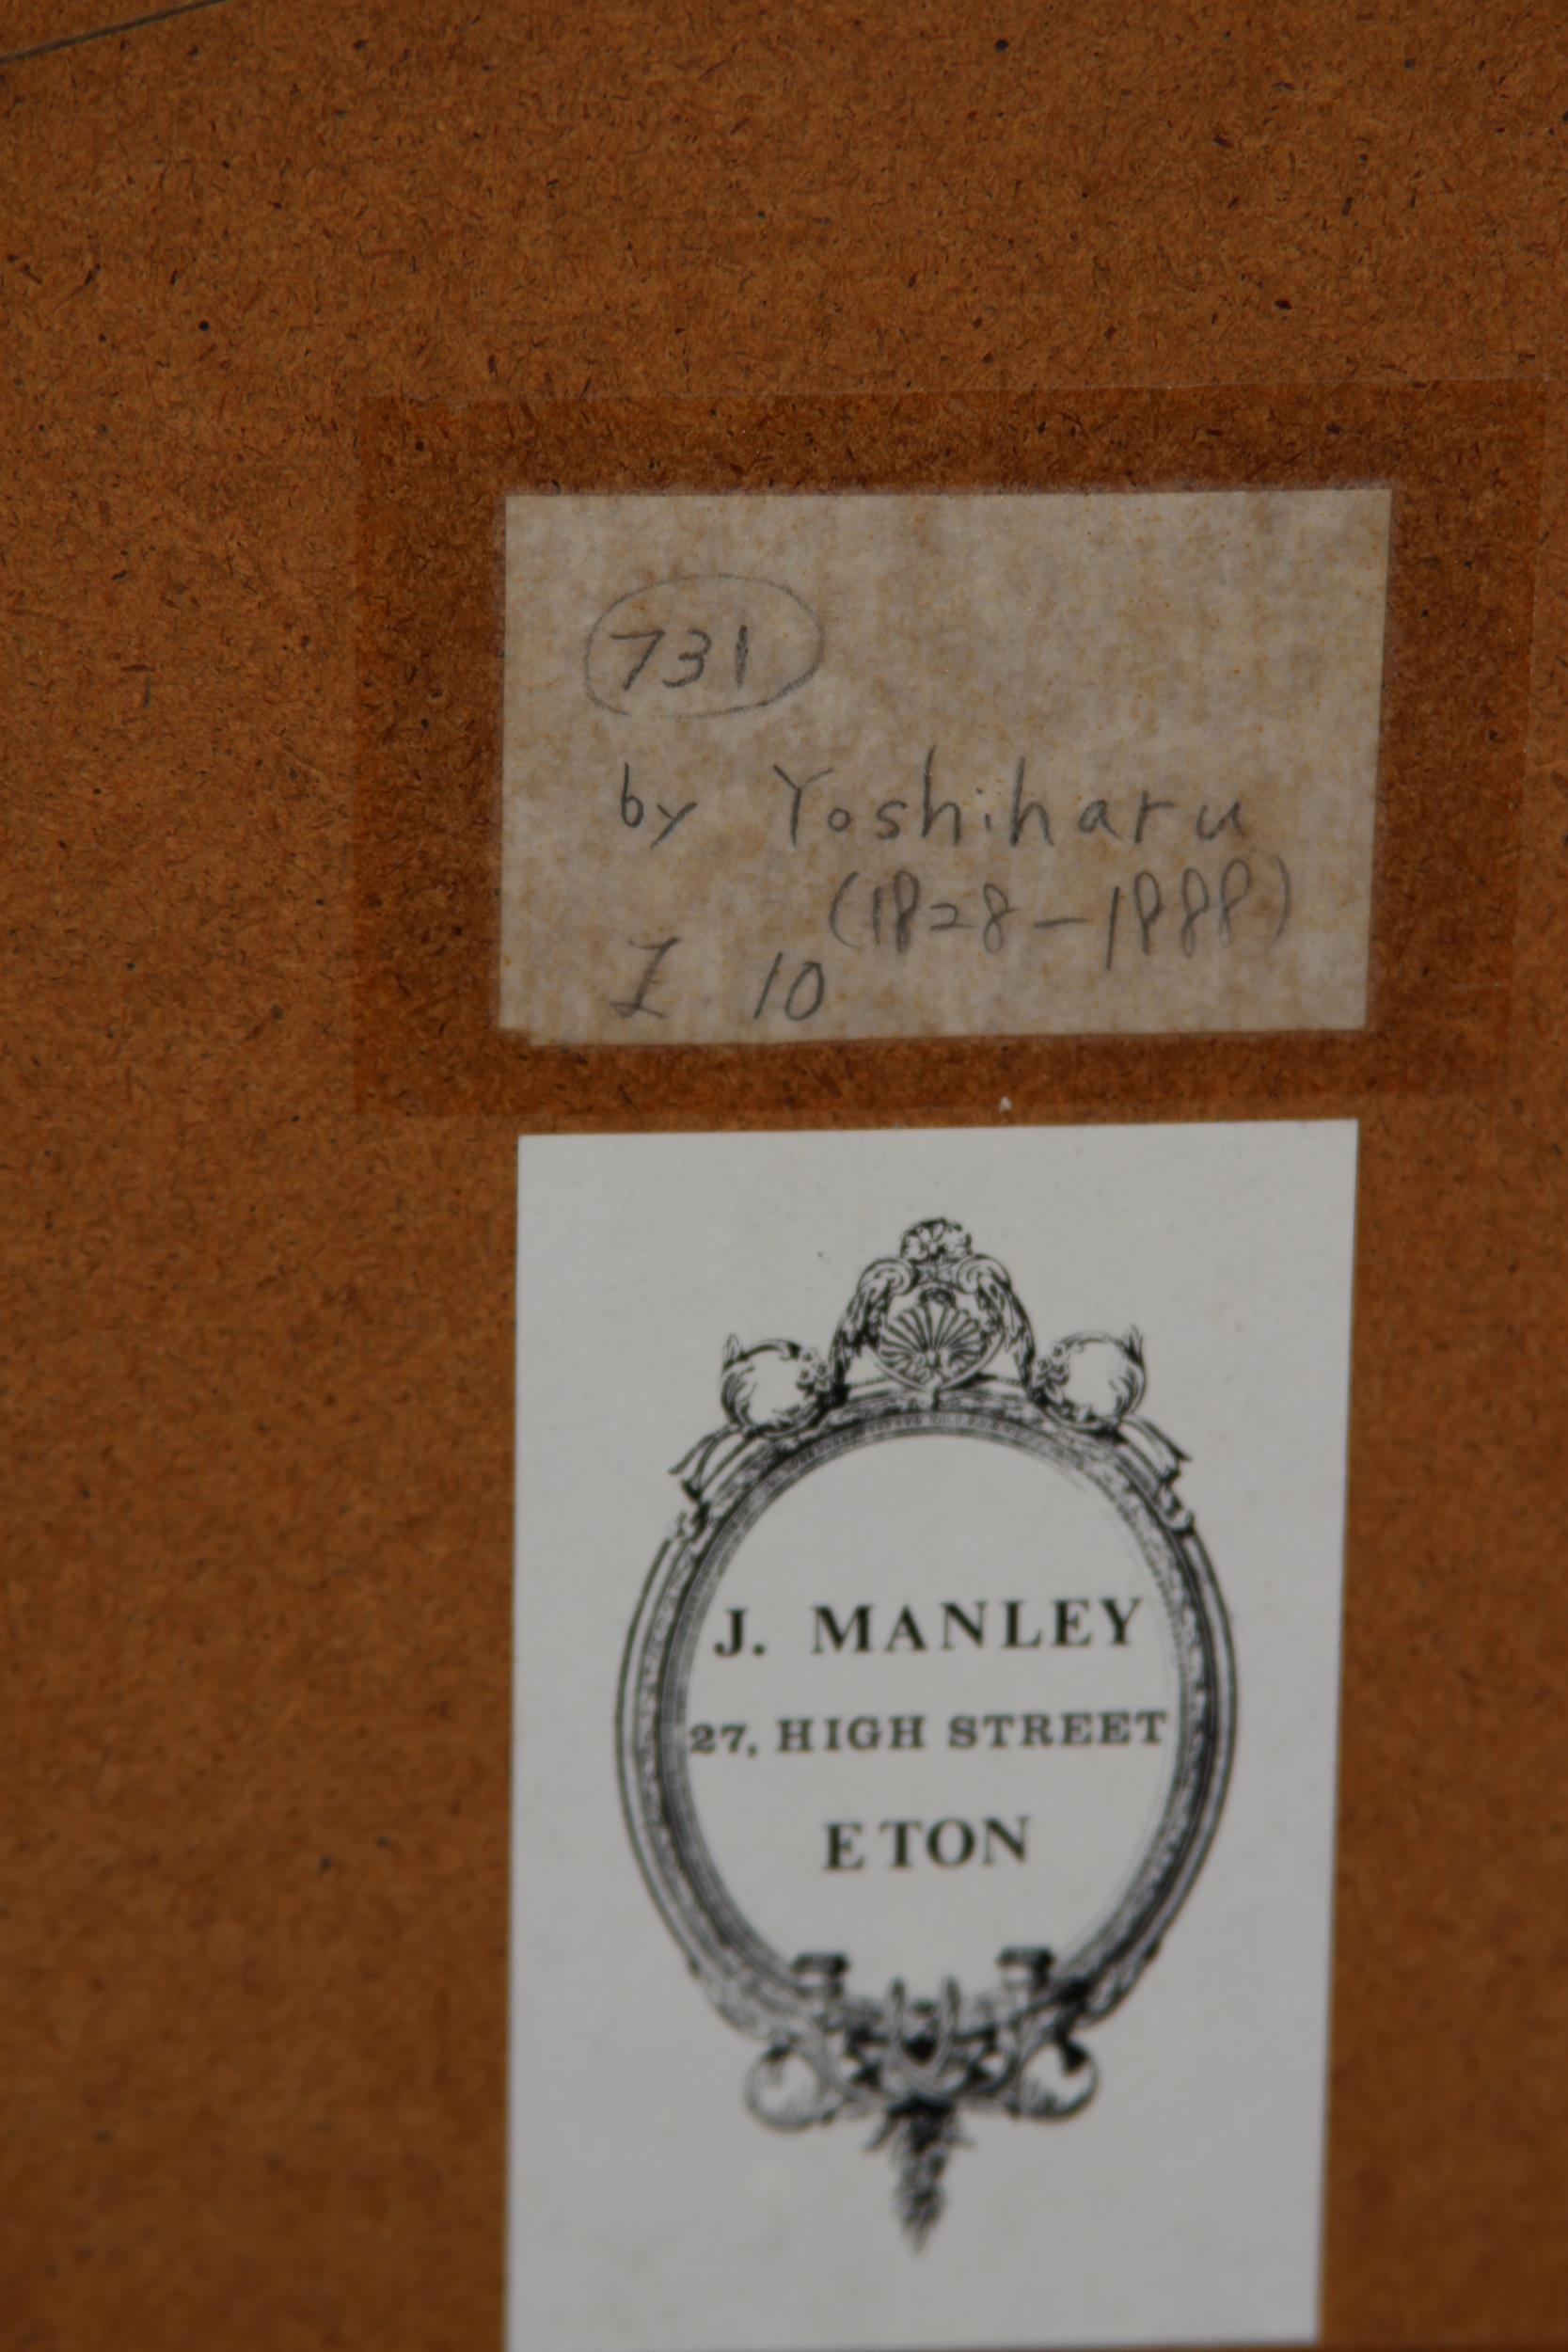 731
by Yoshiharu
(1828-1888)
£ 10
J. MANLEY
27, HIGH STREET
ETON